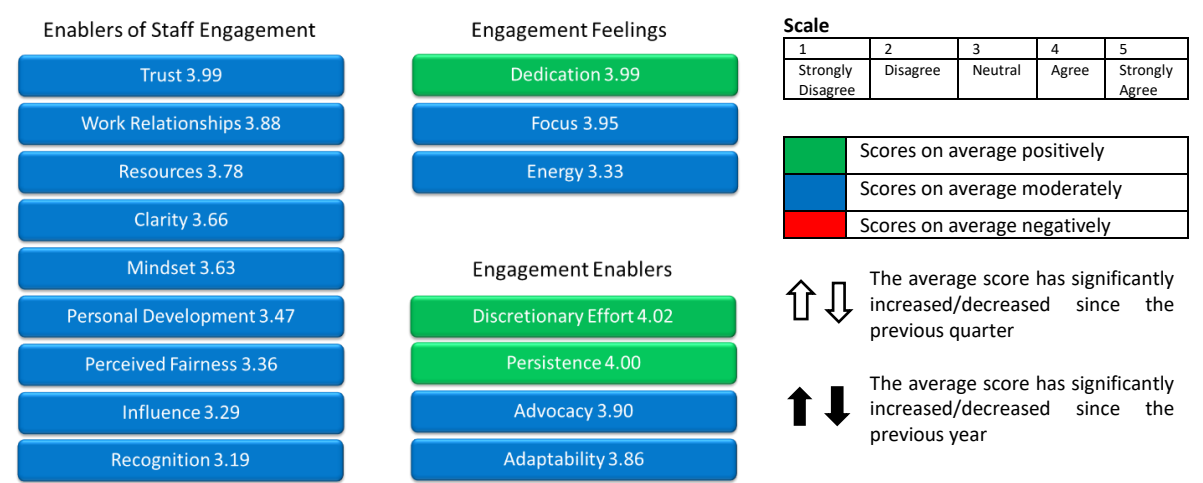 Enablers of Staff Engagement
Trust 3.99
Work Relationships 3.88
Resources 3.78
Clarity 3.66
Mindset 3.63
Personal Development 3.47
Perceived Fairness 3.36
Influence 3.29
Recognition 3.19
Engagement Feelings
Dedication 3.99
Focus 3.95
Energy 3.33
Engagement Enablers
Discretionary Effort 4.02
Persistence 4.00
Advocacy 3.90
Adaptability 3.86
Scale
1 2 3 4 5
Strongly Disagree Neutral Agree Strongly
Disagree Agree
Scores on average positively
Scores on average moderately
Scores on average negatively
The average score has significantly
increased/decreased since the
previous quarter
The average score has significantly
increased/decreased since the
previous year